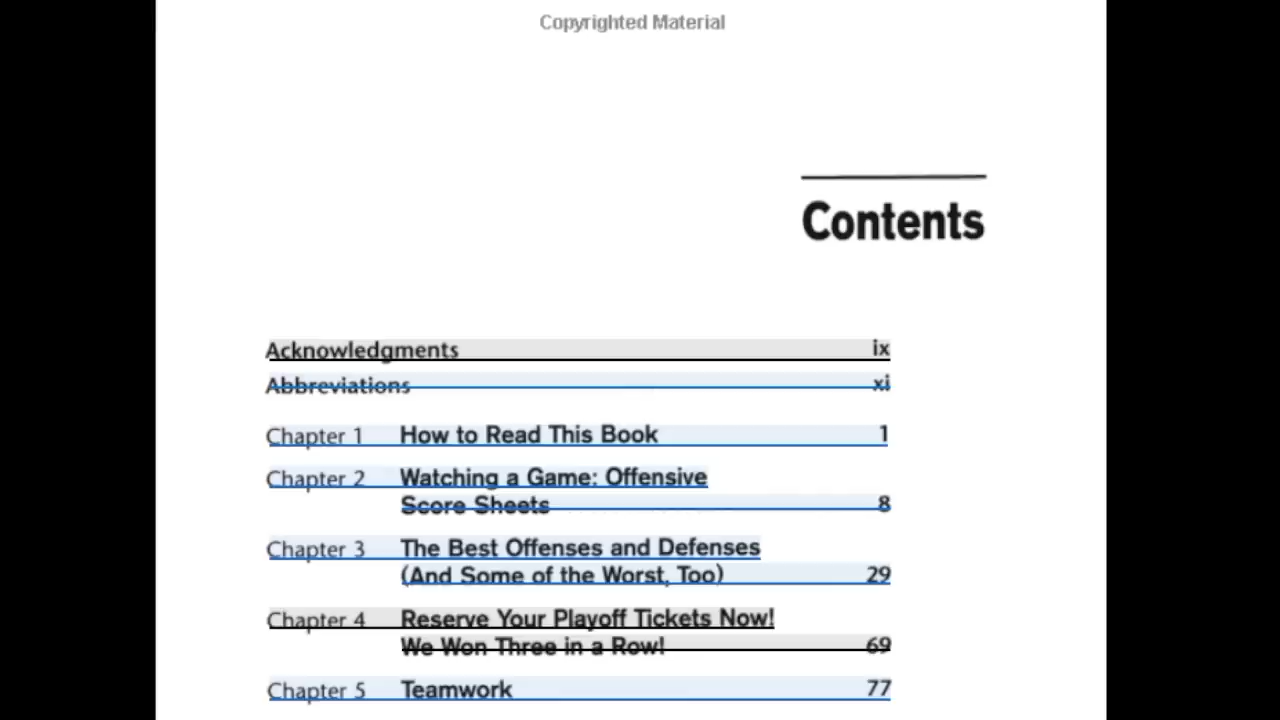 Copyrighted Material
Contents
Acknowledgments ix
Abbreviations xi
Chapter 1 How to Read This Book 1
Chapter 2 Watching a Game: Offensive
Score Sheets 8
Chapter 3 The Best Offenses and Defenses
(And Some of the Worst, Too) 29
Chapter 4 Reserve Your Playoff Tickets Now!
We Won Three in a Row! 69
Chapter 5 Teamwork 77